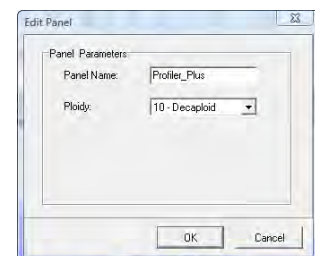 Edit Panel
Panel Parameters
Panel Name: Profiler_Plus
Ploidy: 10 - Decaploid
OK Cancel